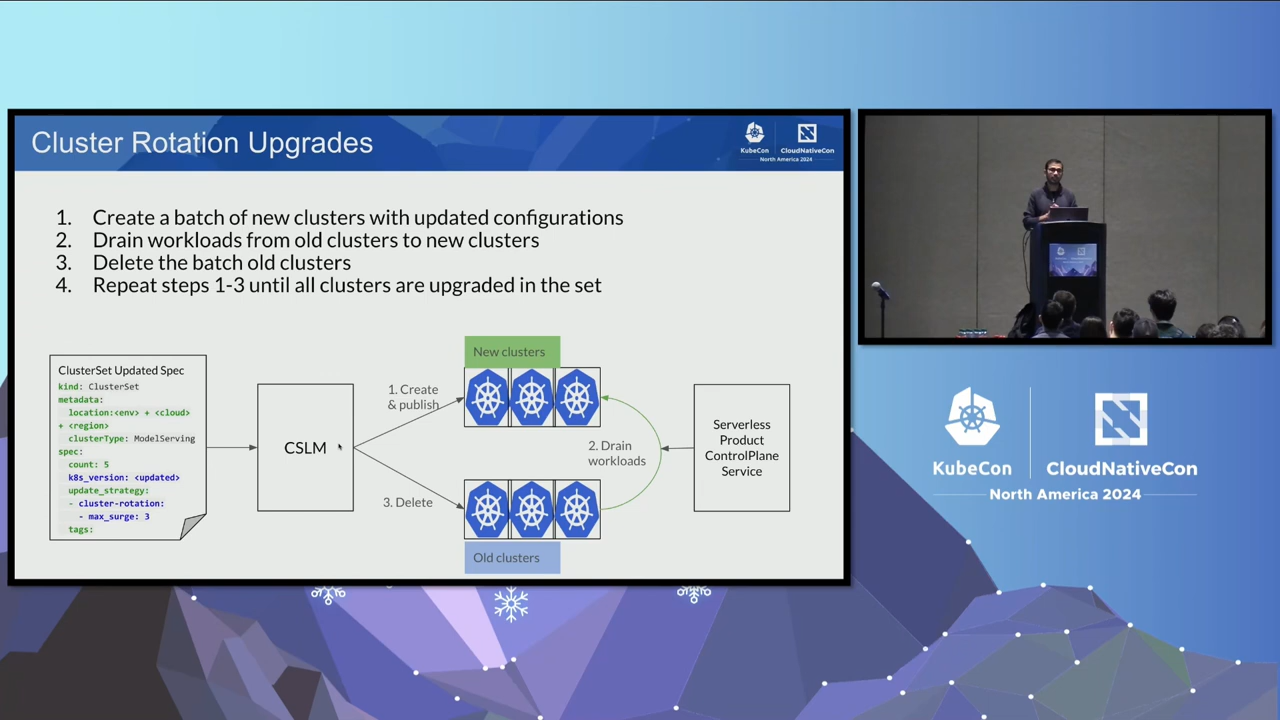 Cluster Rotation Upgrades
KubeCon
CloudNativeCon
North America 2024
1. Create a batch of new clusters with updated configurations
2. Drain workloads from old clusters to new clusters
3. Delete the batch old clusters
4. Repeat steps 1-3 until all clusters are upgraded in the set
ClusterSet Updated Spec
kind: ClusterSet
metadata:
location:<env> + <cloud>
+ <region>
clusterType: ModelServing
spec:
count: 5
k8s_version: <updated>
update_strategy:
- cluster-rotation:
- max_surge: 3
tags:
CSLM
1. Create
& publish
3. Delete
New clusters
Old clusters
2. Drain
workloads
Serverless
Product
ControlPlane
Service
KubeCon
CloudNativeCon
North America 2024